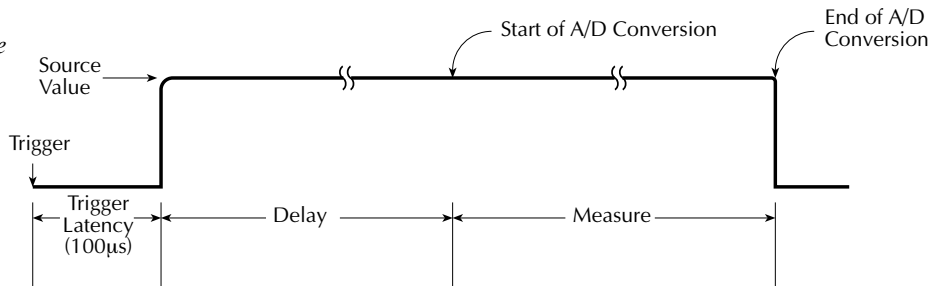 e
Source
Value
Start of A/D Conversion
End of A/D
Conversion
Trigger
Trigger
Latency
(100μs)
Delay
Measure